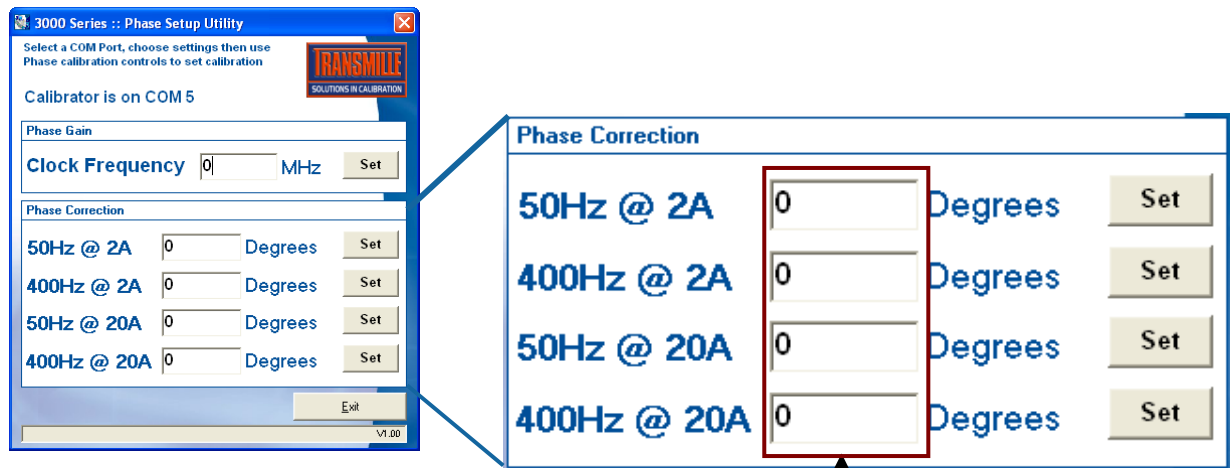 3000 Series :: Phase Setup Utility
Select a COM Port, choose settings then use
Phase calibration controls to set calibration
TRANSMILLE
SOLUTIONS IN CALIBRATION
Calibrator is on COM 5
Phase Gain
Clock Frequency 0 MHz Set
Phase Correction
50Hz @ 2A 0 Degrees Set
400Hz @ 2A 0 Degrees Set
50Hz @ 20A 0 Degrees Set
400Hz @ 20A 0 Degrees Set
Exit
V1.00
Phase Correction
50Hz @ 2A 0 Degrees Set
400Hz @ 2A 0 Degrees Set
50Hz @ 20A 0 Degrees Set
400Hz @ 20A 0 Degrees Set